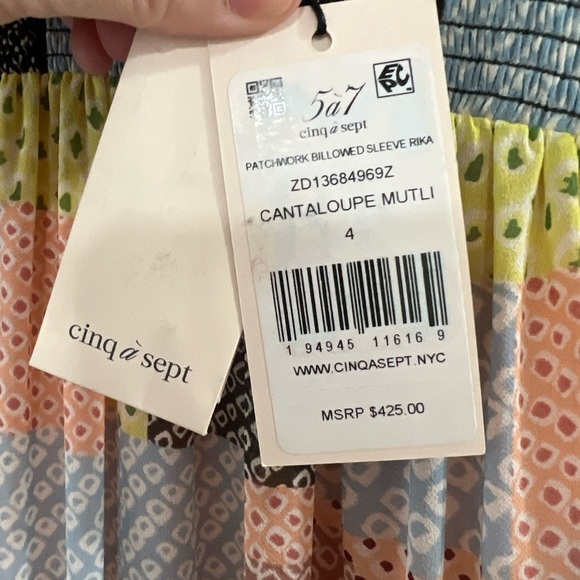 5à7
cinq à sept
EPC
PATCHWORK BILLOWED SLEEVE RIKA
ZD13684969Z
CANTALOUPE MUTLI
4
1 94945 11616 9
WWW.CINQASEPT.NYC
MSRP $425.00
cinq à sept